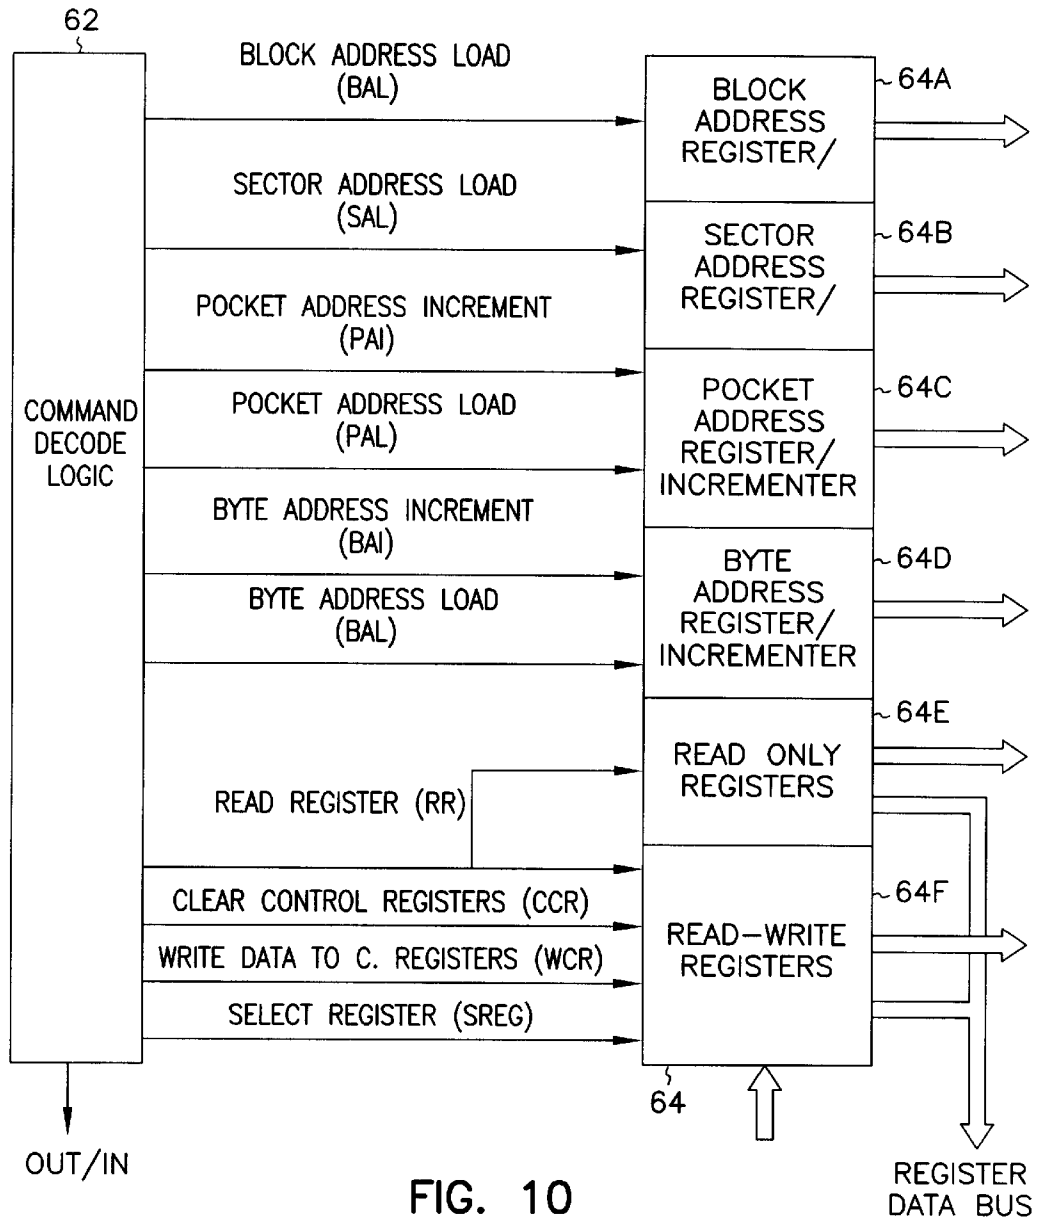 62
BLOCK ADDRESS LOAD
(BAL)
SECTOR ADDRESS LOAD
(SAL)
POCKET ADDRESS INCREMENT
(PAI)
POCKET ADDRESS LOAD
(PAL)
BYTE ADDRESS INCREMENT
(BAI)
BYTE ADDRESS LOAD
(BAL)
READ REGISTER (RR)
CLEAR CONTROL REGISTERS (CCR)
WRITE DATA TO C. REGISTERS (WCR)
SELECT REGISTER (SREG)
COMMAND
DECODE
LOGIC
OUT/IN
BLOCK
ADDRESS
REGISTER/
64A
SECTOR
ADDRESS
REGISTER/
64B
POCKET
ADDRESS
REGISTER/
INCREMENTER
64C
BYTE
ADDRESS
REGISTER/
INCREMENTER
64D
READ ONLY
REGISTERS
64E
READ-WRITE
REGISTERS
64F
64
REGISTER
DATA BUS
FIG. 10